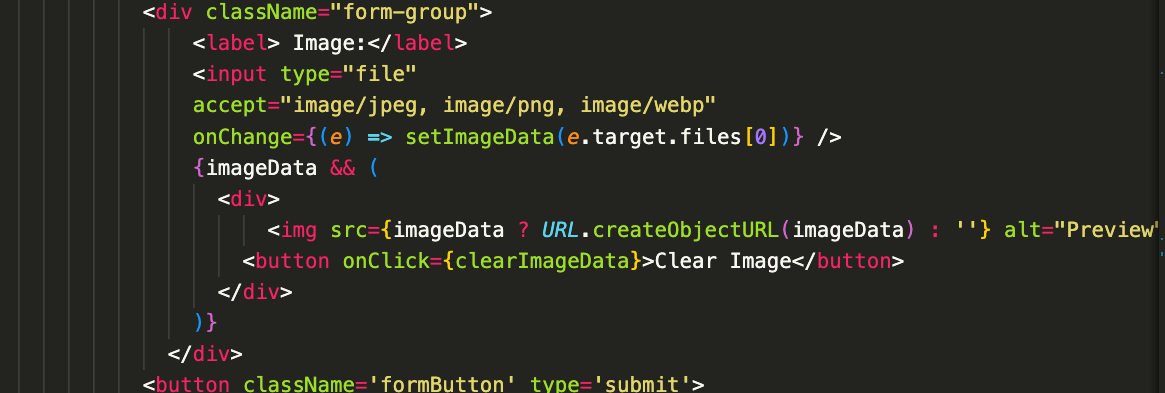 <div className="form-group">
<label> Image:</label>
<input type="file"
accept="image/jpeg, image/png, image/webp"
onChange={(e) => setImageData(e.target.files[0])} />
{imageData && (
<div>
<img src={imageData ? URL.createObjectURL(imageData) : ''} alt="Preview"
<button onClick={clearImageData}>Clear Image</button>
</div>
)}
</div>
<button className='formButton' type='submit'>